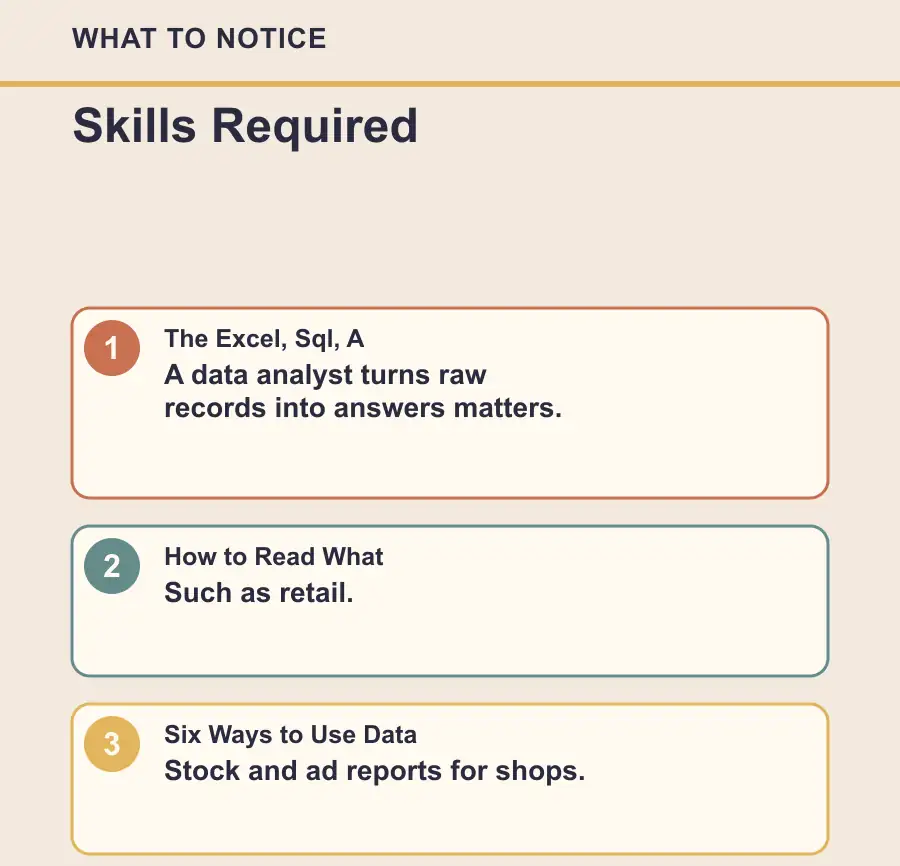 WHAT TO NOTICE
Skills Required
1
The Excel, Sql, A
A data analyst turns raw
records into answers matters.
2
How to Read What
Such as retail.
3
Six Ways to Use Data
Stock and ad reports for shops.